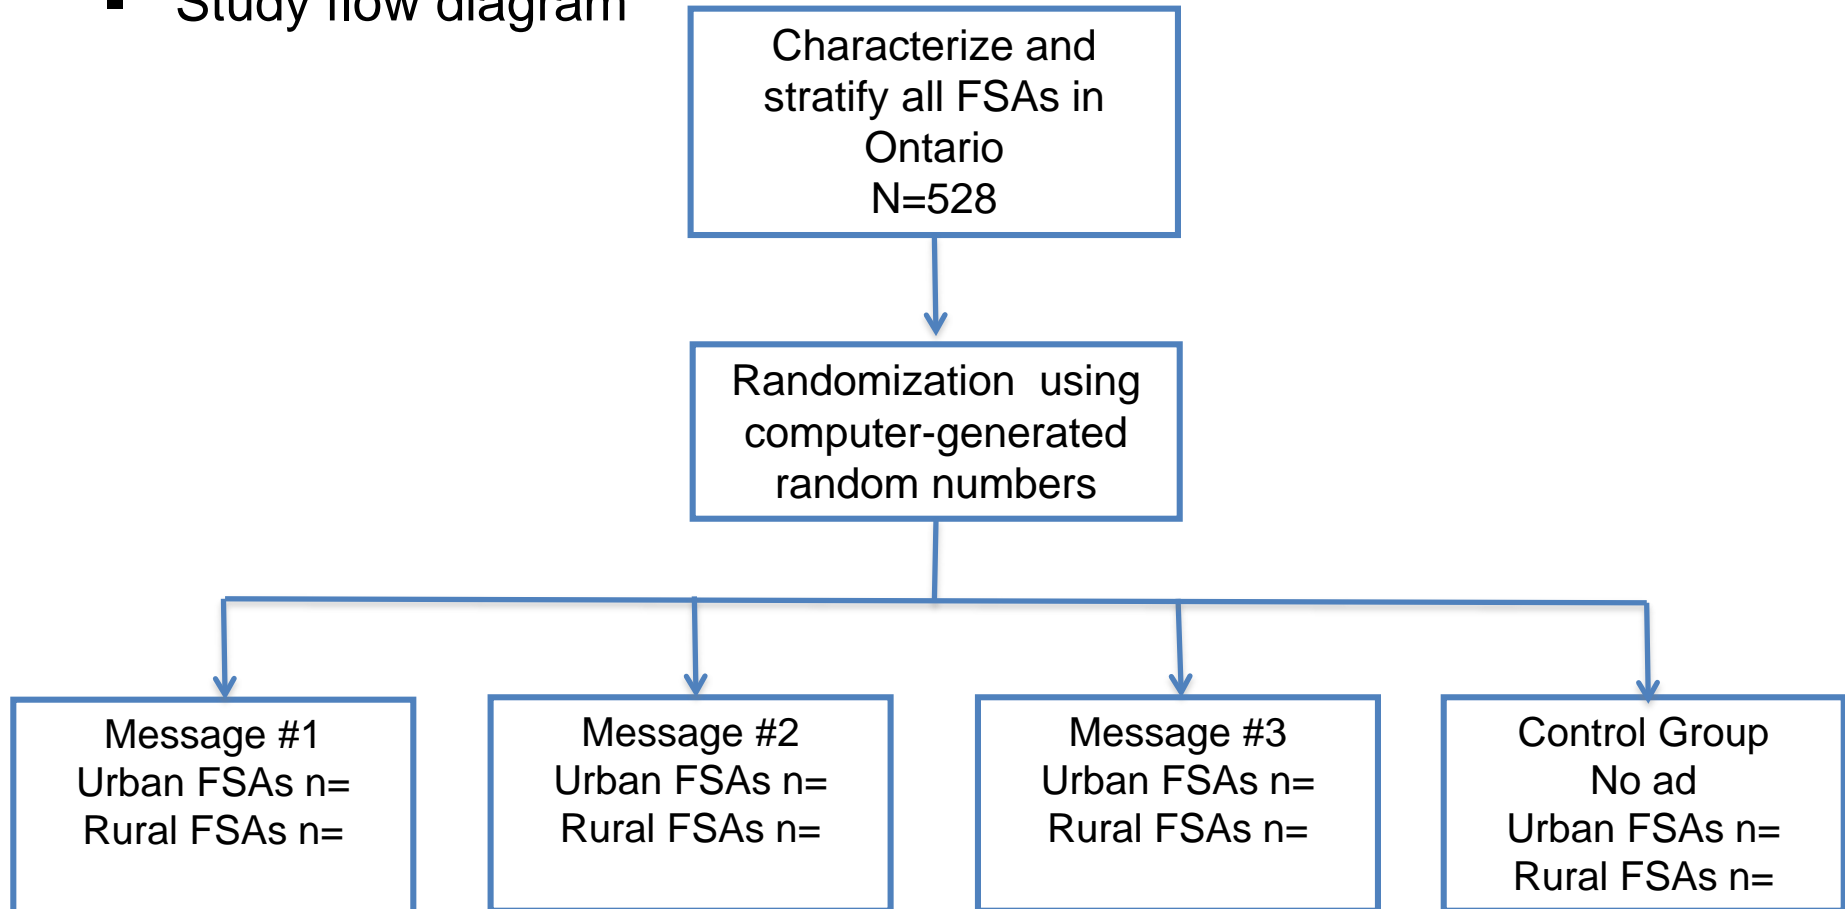 ▪ Study flow diagram
Characterize and
stratify all FSAs in
Ontario
N=528
Randomization using
computer-generated
random numbers
Message #1
Urban FSAs n=
Rural FSAs n=
Message #2
Urban FSAs n=
Rural FSAs n=
Message #3
Urban FSAs n=
Rural FSAs n=
Control Group
No ad
Urban FSAs n=
Rural FSAs n=